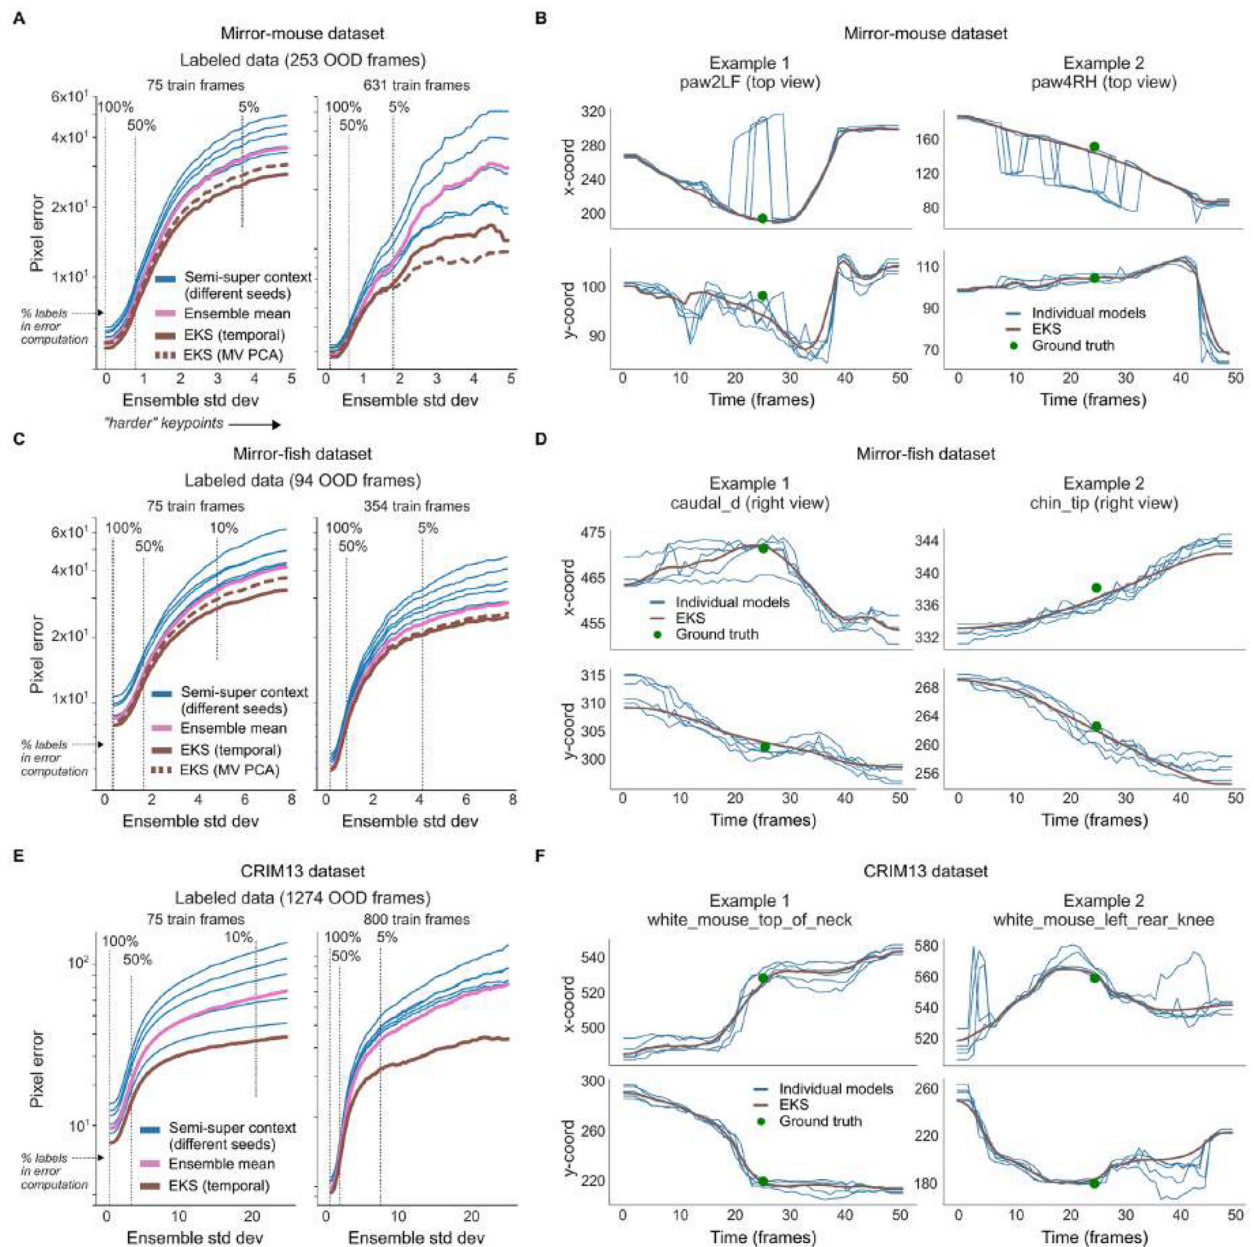 A
Mirror-mouse dataset
Labeled data (253 OOD frames)
75 train frames
631 train frames
6x10¹
4x10¹
2x10¹
1x10¹
Pixel error
100%
50%
5%
100%
50%
5%
Semi-super context
(different seeds)
Ensemble mean
EKS (temporal)
EKS (MV PCA)
% labels
in error
computation
0 1 2 3 4 5
0 1 2 3 4 5
Ensemble std dev
Ensemble std dev
"harder" keypoints
B
Mirror-mouse dataset
Example 1
paw2LF (top view)
Example 2
paw4RH (top view)
x-coord
320
280
240
200
160
120
80
y-coord
100
90
110
90
70
Individual models
EKS
Ground truth
0 10 20 30 40 50
0 10 20 30 40 50
Time (frames)
Time (frames)
C
Mirror-fish dataset
Labeled data (94 OOD frames)
75 train frames
354 train frames
6x10¹
4x10¹
2x10¹
1x10¹
Pixel error
100%
50%
10%
100%
50%
5%
Semi-super context
(different seeds)
Ensemble mean
EKS (temporal)
EKS (MV PCA)
% labels
in error
computation
0 2 4 6 8
0 2 4 6 8
Ensemble std dev
Ensemble std dev
D
Mirror-fish dataset
Example 1
caudal_d (right view)
Example 2
chin_tip (right view)
x-coord
475
465
455
344
340
336
332
Individual models
EKS
Ground truth
y-coord
315
310
305
300
268
264
260
256
0 10 20 30 40 50
0 10 20 30 40 50
Time (frames)
Time (frames)
E
CRIM13 dataset
Labeled data (1274 OOD frames)
75 train frames
800 train frames
10²
10¹
Pixel error
100%
50%
10%
100%
50%
5%
Semi-super context
(different seeds)
Ensemble mean
EKS (temporal)
% labels
in error
computation
0 10 20
0 10 20
Ensemble std dev
Ensemble std dev
F
CRIM13 dataset
Example 1
white_mouse_top_of_neck
Example 2
white_mouse_left_rear_knee
x-coord
540
520
500
580
560
540
520
y-coord
300
260
220
260
220
180
Individual models
EKS
Ground truth
0 10 20 30 40 50
0 10 20 30 40 50
Time (frames)
Time (frames)